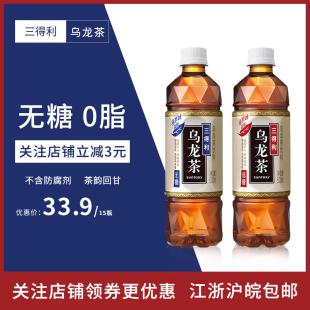 三得利 | 乌龙茶
无糖 0脂
关注店铺立减3元
不含防腐剂 茶韵回甘
优惠价: 33.9/15瓶
三得利
乌龙茶
SUNTORY
三得利
乌龙茶
SUNTORY
关注店铺领券更优惠 江浙沪皖包邮